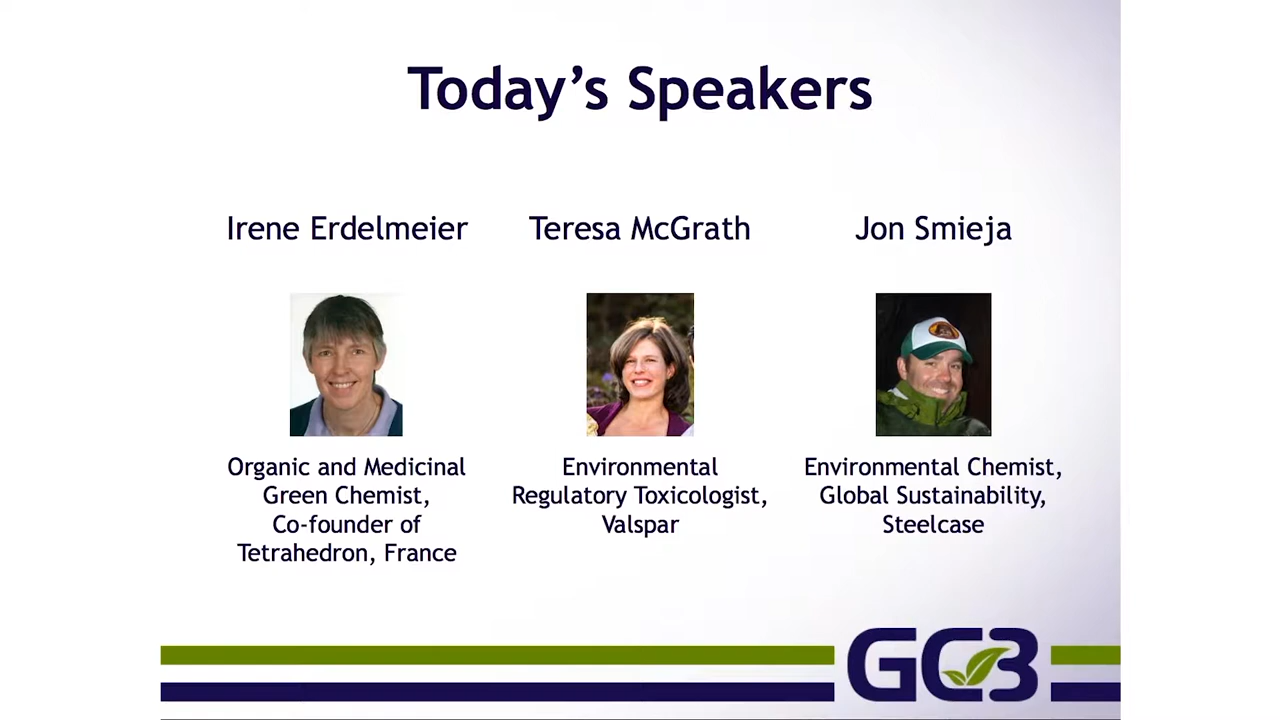 Today's Speakers
Irene Erdelmeier
Teresa McGrath
Jon Smieja
Organic and Medicinal
Green Chemist,
Co-founder of
Tetrahedron, France
Environmental
Regulatory Toxicologist,
Valspar
Environmental Chemist,
Global Sustainability,
Steelcase
GC3